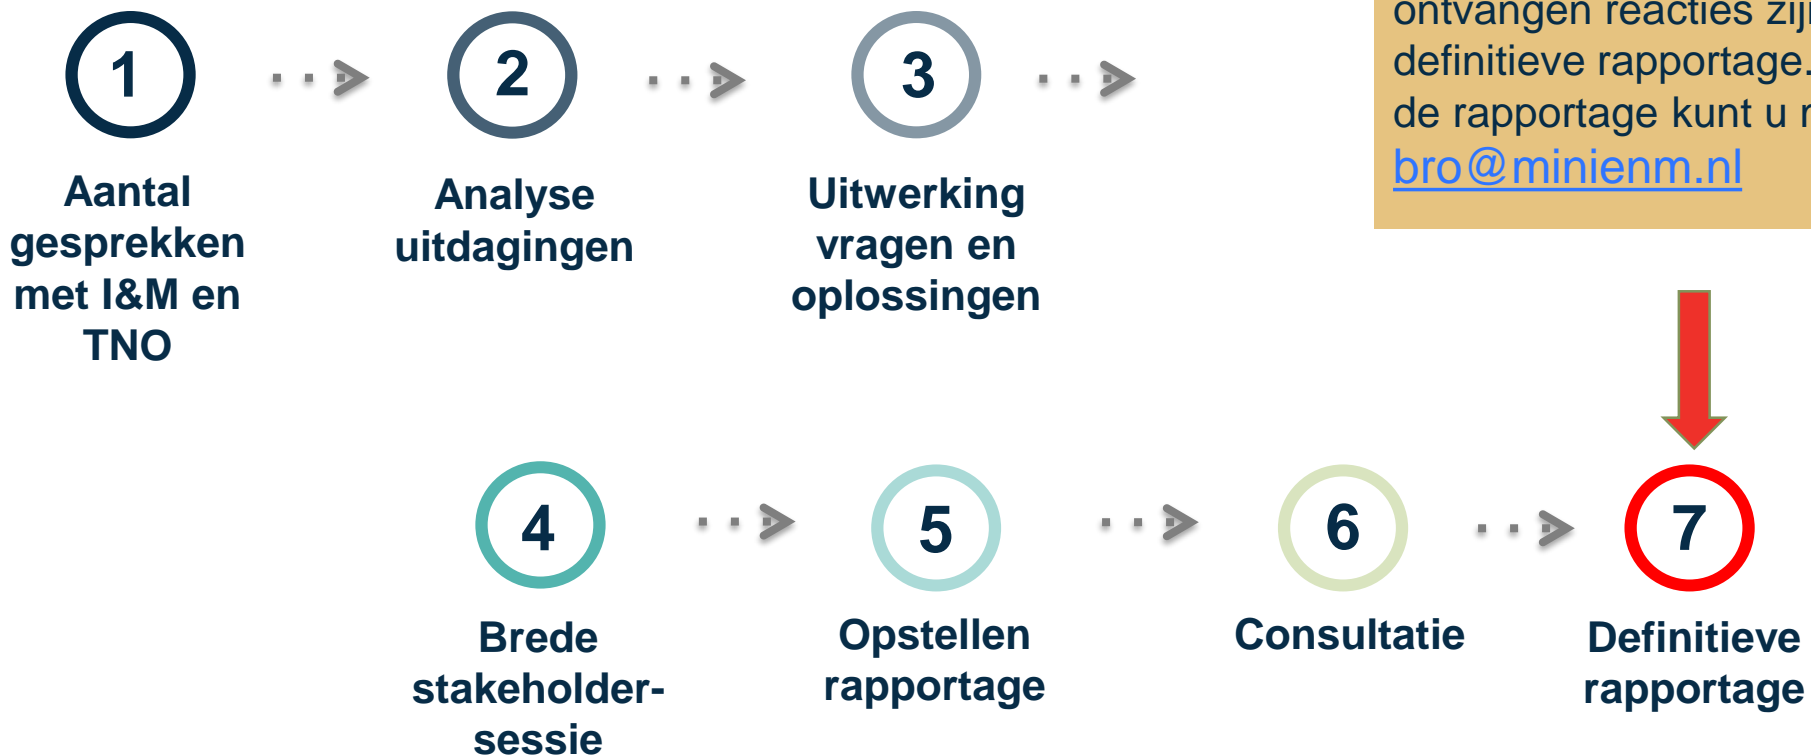 1
Aantal
gesprekken
met I&M en
TNO
2
Analyse
uitdagingen
3
Uitwerking
vragen en
oplossingen
ontvangen reacties
definitieve rapportage.
de rapportage kunt u
bro@minienm.nl
4
Brede
stakeholder-
sessie
5
Opstellen
rapportage
6
Consultatie
7
Definitieve
rapportage